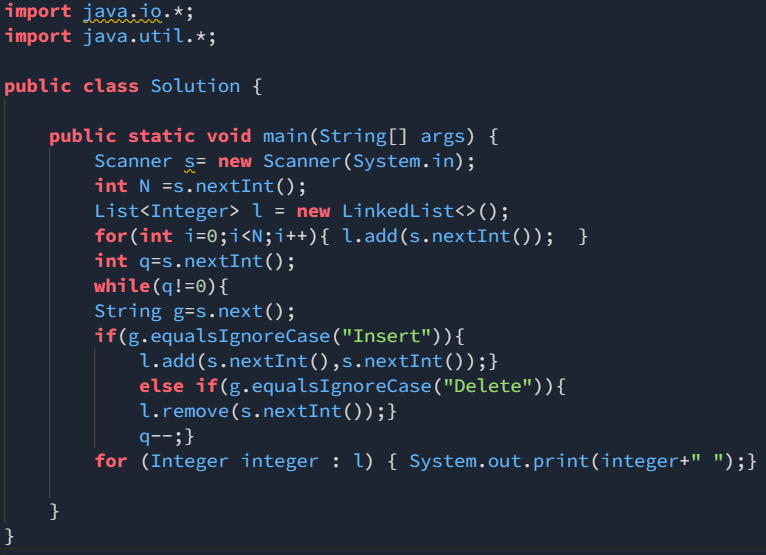 import java.io.*;
import java.util.*;

public class Solution {

    public static void main(String[] args) {
        Scanner s= new Scanner(System.in);
        int N =s.nextInt();
        List<Integer> l = new LinkedList<>();
        for(int i=0;i<N;i++){ l.add(s.nextInt());  }
        int q=s.nextInt();
        while(q!=0){
        String g=s.next();
        if(g.equalsIgnoreCase("Insert")){
            l.add(s.nextInt(),s.nextInt());}
            else if(g.equalsIgnoreCase("Delete")){
            l.remove(s.nextInt());}
            q--;}
        for (Integer integer : l) { System.out.print(integer+" ");}

    }
}